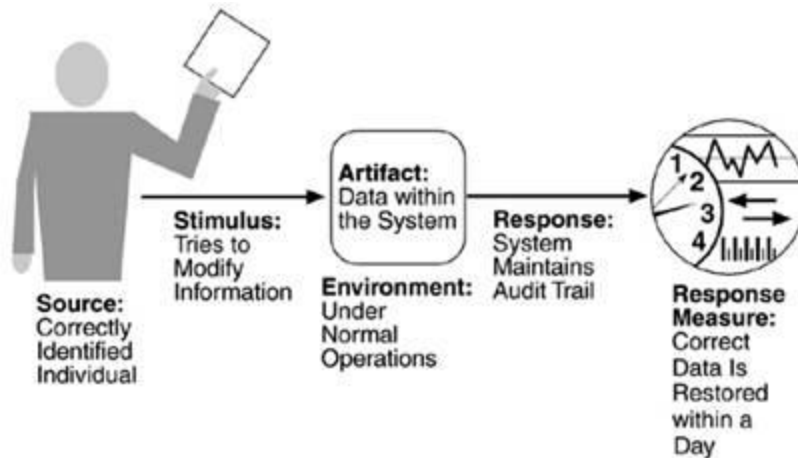 Source:
Correctly
Identified
Individual
Stimulus:
Tries to
Modify
Information
Artifact:
Data within
the System
Environment:
Under
Normal
Operations
Response:
System
Maintains
Audit Trail
1
2
3
4
Response
Measure:
Correct
Data Is
Restored
within a
Day